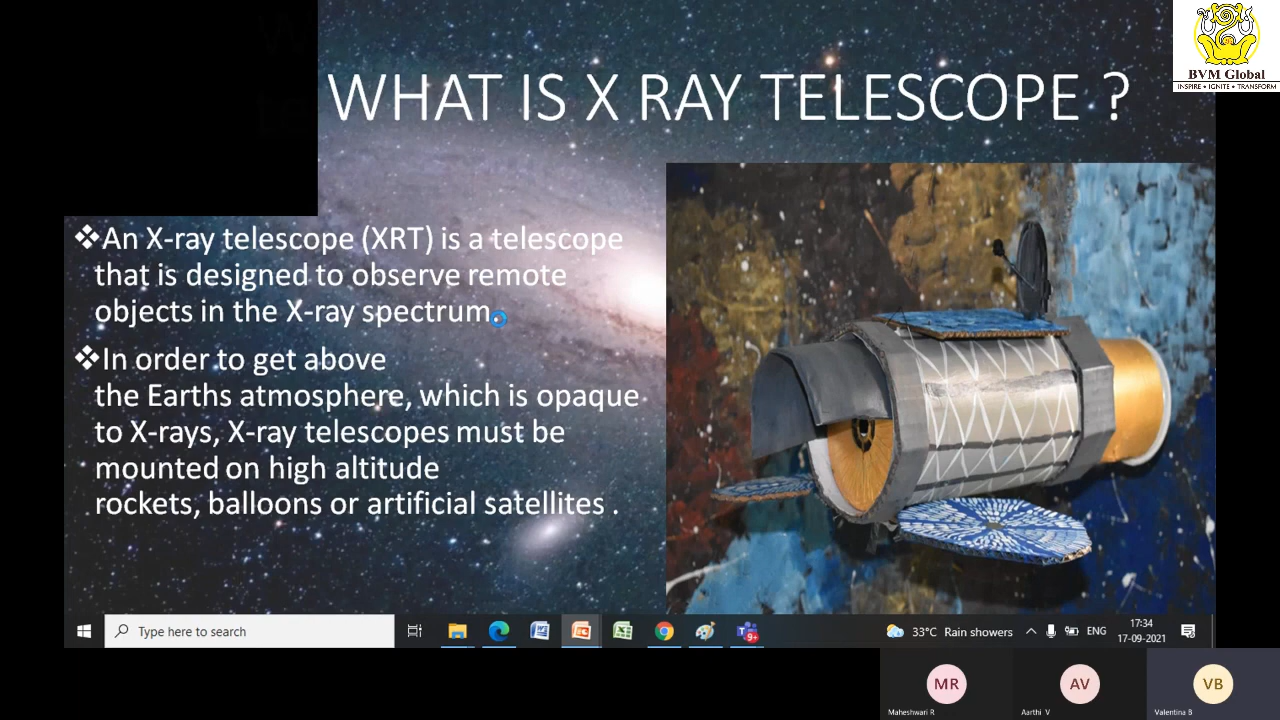 BVM Global
INSPIRE • IGNITE • TRANSFORM
WHAT IS X RAY TELESCOPE ?
❖An X-ray telescope (XRT) is a telescope
that is designed to observe remote
objects in the X-ray spectrum.
❖In order to get above
the Earths atmosphere, which is opaque
to X-rays, X-ray telescopes must be
mounted on high altitude
rockets, balloons or artificial satellites .
Type here to search
9+
33°C Rain showers
ENG
17:34
17-09-2021
MR
AV
VB
Maheshwari R
Aarthi V
Valentina B